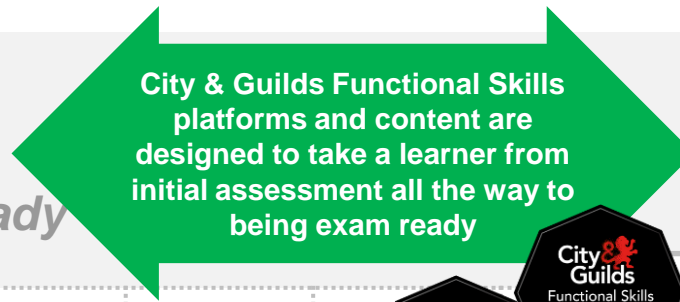 City & Guilds Functional Skills
platforms and content are
designed to take a learner from
initial assessment all the way to
being exam ready
ady
City&
Guilds
Functional Skills